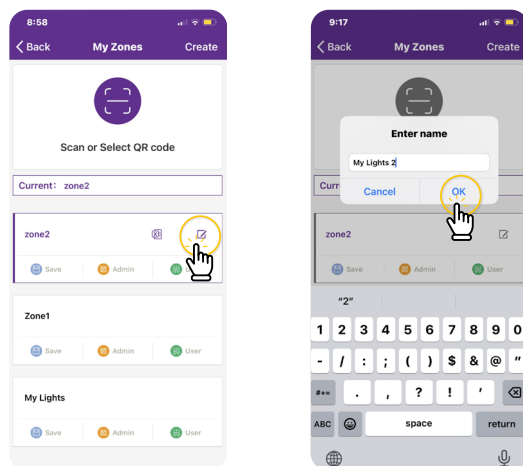 8:58
Back My Zones Create
Scan or Select QR code
Current: zone2
zone2
Save Admin
Zone1
Save Admin User
My Lights
Save Admin User
9:17
Back My Zones Create
Enter name
My Lights 2
Cancel OK
Curr
zone2
Save Admin User
"2"
1 2 3 4 5 6 7 8 9 0
- / : ; ( ) $ & @ "
#+= . , ? ! '
ABC space return